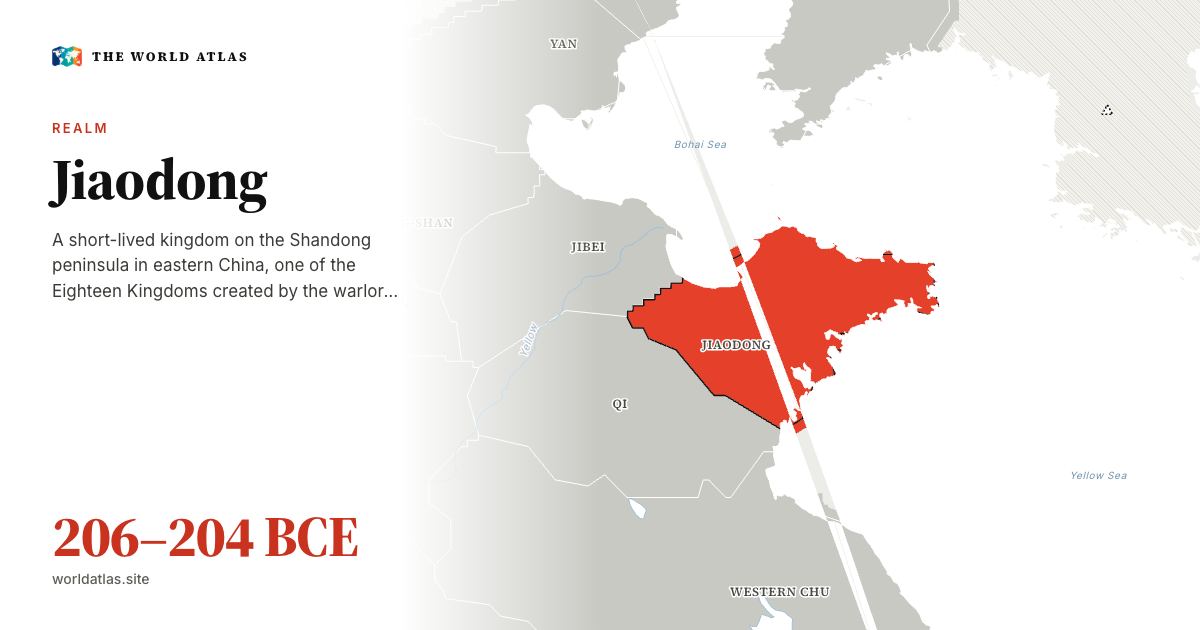 THE WORLD ATLAS
REALM
Jiaodong
A short-lived kingdom on the Shandong
peninsula in eastern China, one of the
Eighteen Kingdoms created by the warlor...
206–204 BCE
worldatlas.site
YAN
Bohai Sea
JIBEI
Yellow
JIAODONG
QI
Yellow Sea
WESTERN CHU